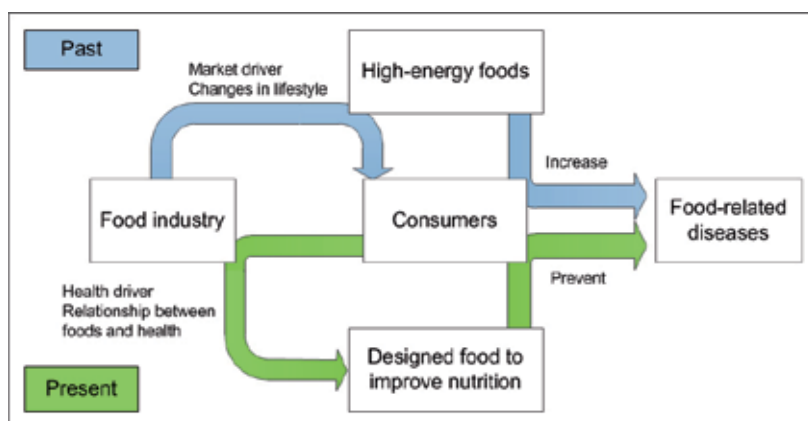 Past
Market driver
Changes in lifestyle
High-energy foods
Increase
Food industry
Consumers
Food-related
diseases
Health driver
Relationship between
foods and health
Prevent
Designed food to
improve nutrition
Present